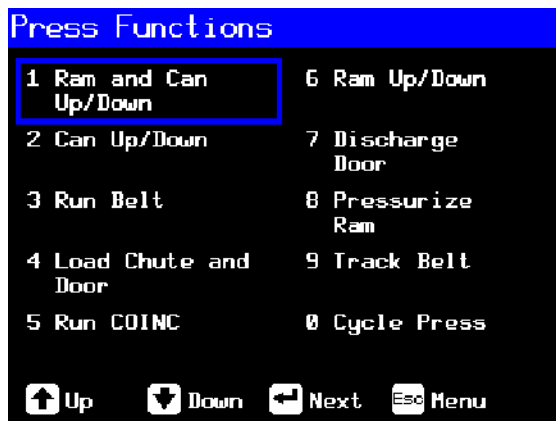 Press Functions
1 Ram and Can
Up/Down
2 Can Up/Down
3 Run Belt
4 Load Chute and
Door
5 Run COINC
6 Ram Up/Down
7 Discharge
Door
8 Pressurize
Ram
9 Track Belt
0 Cycle Press
Up Down Next Esc Menu